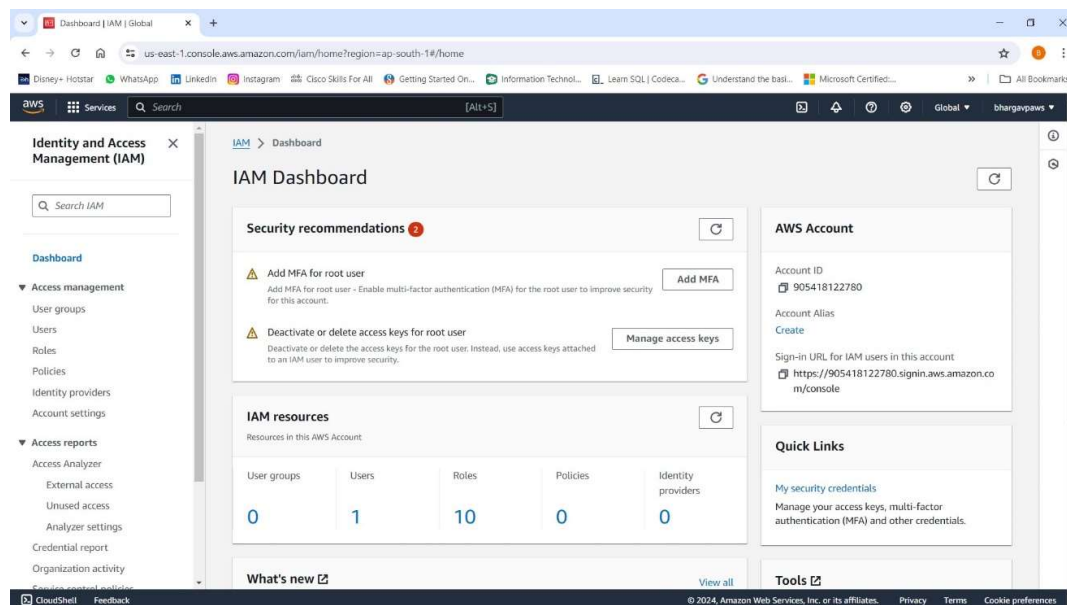 Dashboard | IAM | Global
us-east-1.console.aws.amazon.com/iam/home?region=ap-south-1#/home
Disney+ Hotstar WhatsApp LinkedIn Instagram Cisco Skills For All Getting Started On... Information Technol... Learn SQL | Codeca... Understand the basi... Microsoft Certified:... » All Bookmarks
aws Services Search [Alt+S] Global bhargavpaws
Identity and Access
Management (IAM)
Search IAM
Dashboard
Access management
User groups
Users
Roles
Policies
Identity providers
Account settings
Access reports
Access Analyzer
External access
Unused access
Analyzer settings
Credential report
Organization activity
Service control policies
IAM > Dashboard
IAM Dashboard
Security recommendations 2
Add MFA for root user
Add MFA for root user - Enable multi-factor authentication (MFA) for the root user to improve security
for this account.
Add MFA
Deactivate or delete access keys for root user
Deactivate or delete the access keys for the root user. Instead, use access keys attached
to an IAM user to improve security.
Manage access keys
IAM resources
Resources in this AWS Account
User groups Users Roles Policies Identity
providers
0 1 10 0 0
What's new
View all
AWS Account
Account ID
905418122780
Account Alias
Create
Sign-in URL for IAM users in this account
https://905418122780.signin.aws.amazon.co
m/console
Quick Links
My security credentials
Manage your access keys, multi-factor
authentication (MFA) and other credentials.
Tools
CloudShell Feedback © 2024, Amazon Web Services, Inc. or its affiliates. Privacy Terms Cookie preferences